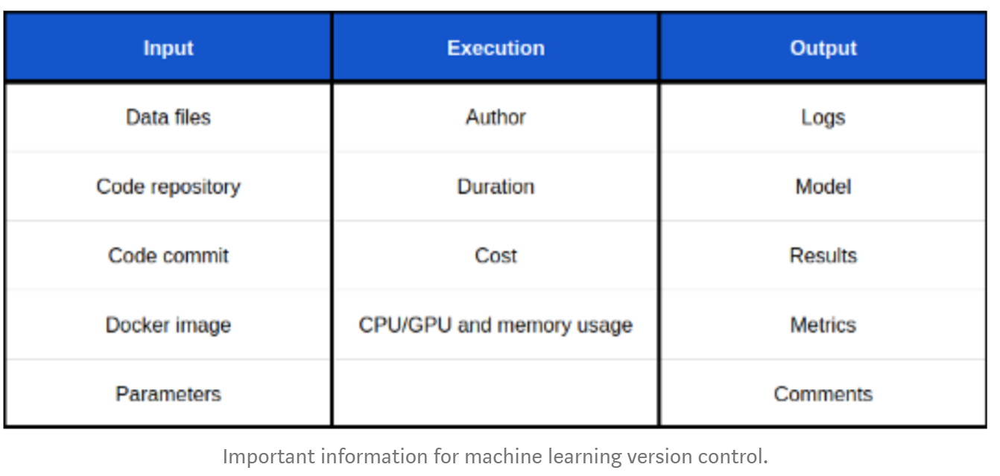 Input Execution Output
Data files Author Logs
Code repository Duration Model
Code commit Cost Results
Docker image CPU/GPU and memory usage Metrics
Parameters Comments
Important information for machine learning version control.